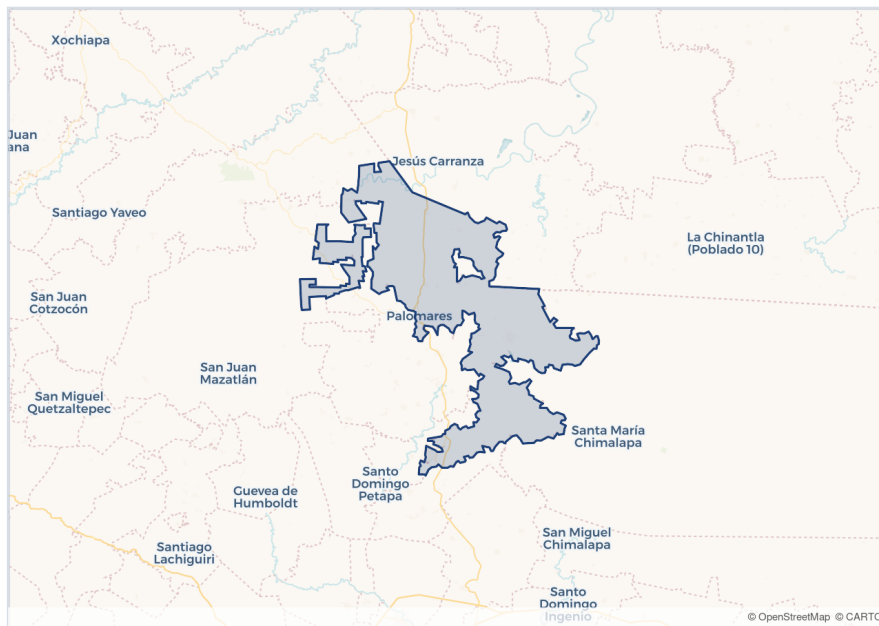 Xochiapa
Juan
ana
Jesús Carranza
Santiago Yaveo
La Chinantla
(Poblado 10)
San Juan
Cotzocón
Palomares
San Juan
Mazatlán
San Miguel
Quetzaltepec
Santa María
Chimalapa
Santo
Domingo
Petapa
Guevea de
Humboldt
San Miguel
Chimalapa
Santiago
Lachiguiri
Santo
Domingo
Ingenio
© OpenStreetMap © CARTO